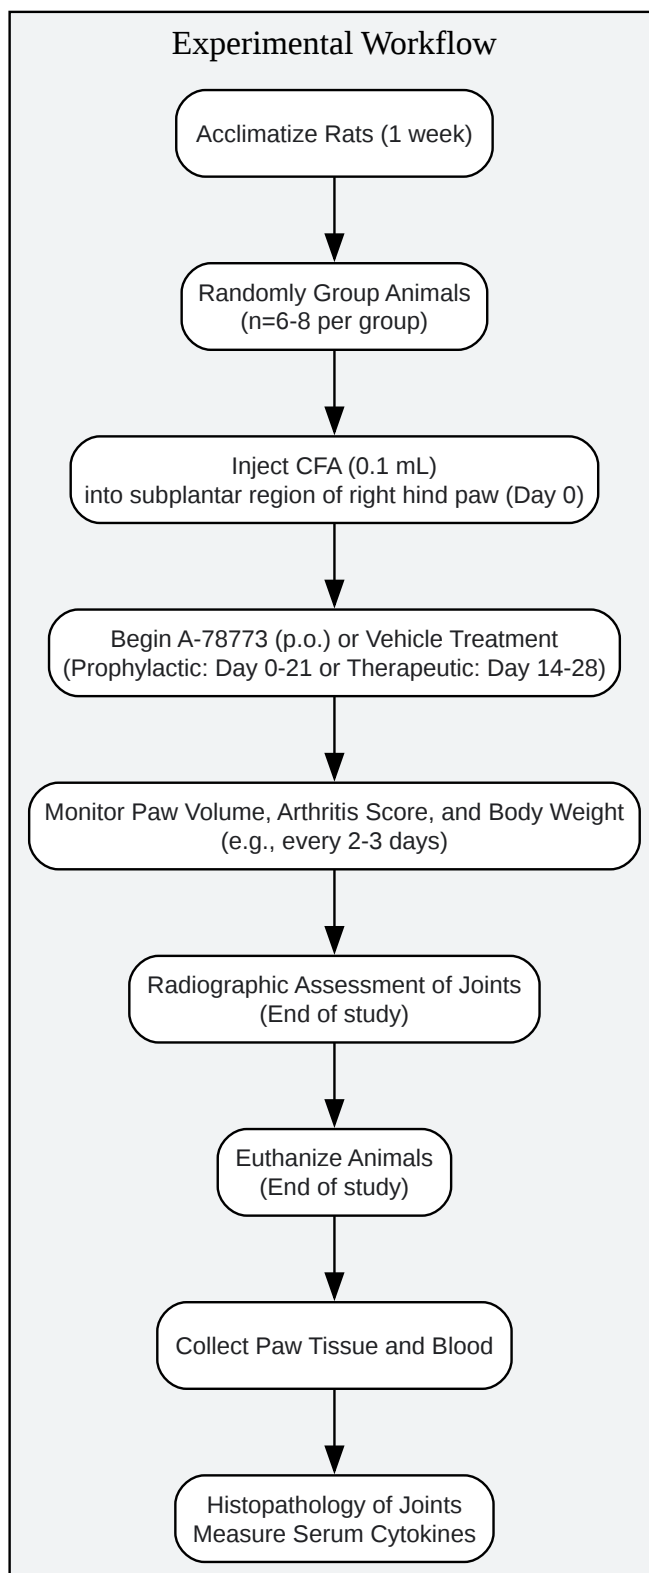 Experimental Workflow
Acclimatize Rats (1 week)
Randomly Group Animals
(n=6-8 per group)
Inject CFA (0.1 mL)
into subplantar region of right hind paw (Day 0)
Begin A-78773 (p.o.) or Vehicle Treatment
(Prophylactic: Day 0-21 or Therapeutic: Day 14-28)
Monitor Paw Volume, Arthritis Score, and Body Weight
(e.g., every 2-3 days)
Radiographic Assessment of Joints
(End of study)
Euthanize Animals
(End of study)
Collect Paw Tissue and Blood
Histopathology of Joints
Measure Serum Cytokines